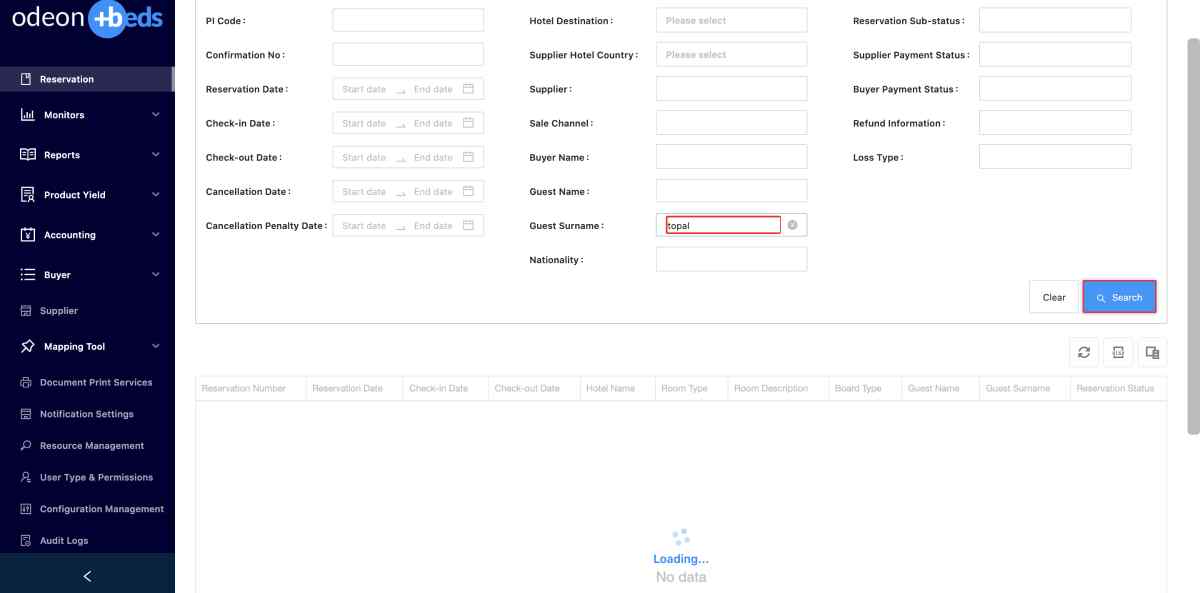 odeon +beds
Reservation
Monitors
Reports
Product Yield
Accounting
Buyer
Supplier
Mapping Tool
Document Print Services
Notification Settings
Resource Management
User Type & Permissions
Configuration Management
Audit Logs
PI Code :
Confirmation No :
Reservation Date : Start date → End date
Check-in Date : Start date → End date
Check-out Date : Start date → End date
Cancellation Date : Start date → End date
Cancellation Penalty Date : Start date → End date
Hotel Destination : Please select
Supplier Hotel Country : Please select
Supplier :
Sale Channel :
Buyer Name :
Guest Name :
Guest Surname : topal
Nationality :
Reservation Sub-status :
Supplier Payment Status :
Buyer Payment Status :
Refund Information :
Loss Type :
Clear Search
Reservation Number Reservation Date Check-in Date Check-out Date Hotel Name Room Type Room Description Board Type Guest Name Guest Surname Reservation Status
Loading...
No data